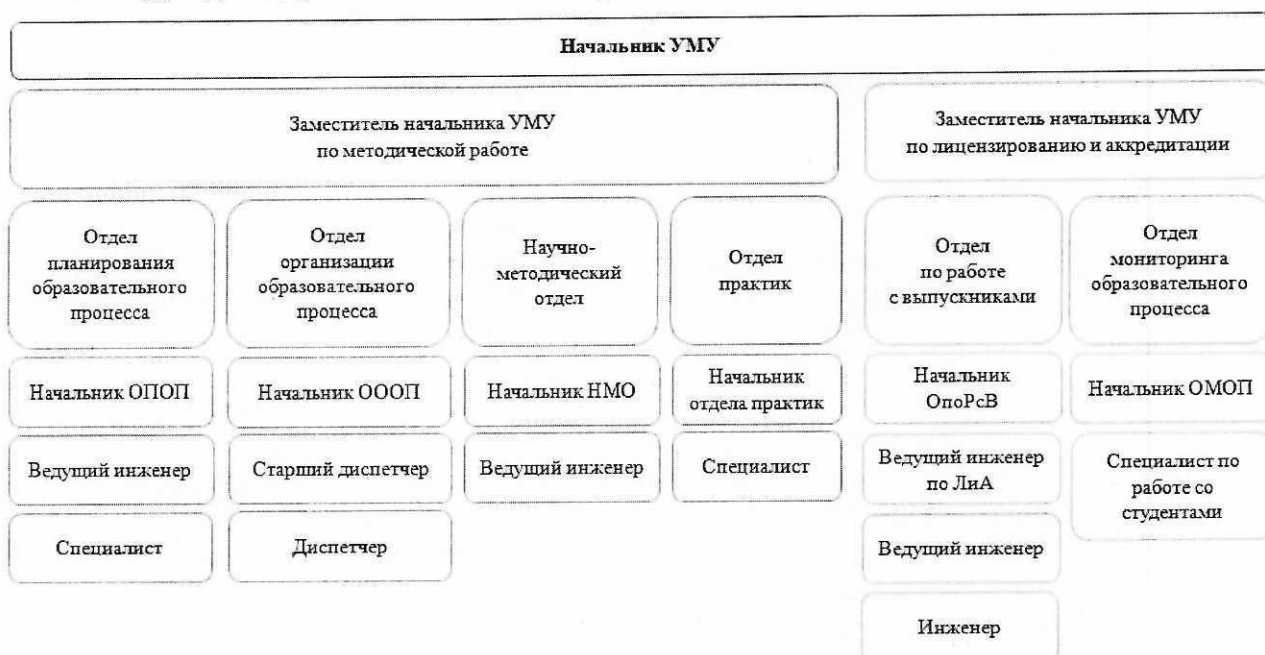 Начальник УМУ
Заместитель начальника УМУ
по методической работе
Заместитель начальника УМУ
по лицензированию и аккредитации
Отдел
планирования
образовательного
процесса
Отдел
организации
образовательного
процесса
Научно-
методический
отдел
Отдел
практик
Отдел
по работе
с выпускниками
Отдел
мониторинга
образовательного
процесса
Начальник ОПОП
Начальник ОООП
Начальник НМО
Начальник
отдела практик
Начальник
ОпоРсВ
Начальник ОМОП
Ведущий инженер
Старший диспетчер
Ведущий инженер
Специалист
Ведущий инженер
по ЛиА
Специалист по
работе со
студентами
Специалист
Диспетчер
Ведущий инженер
Инженер